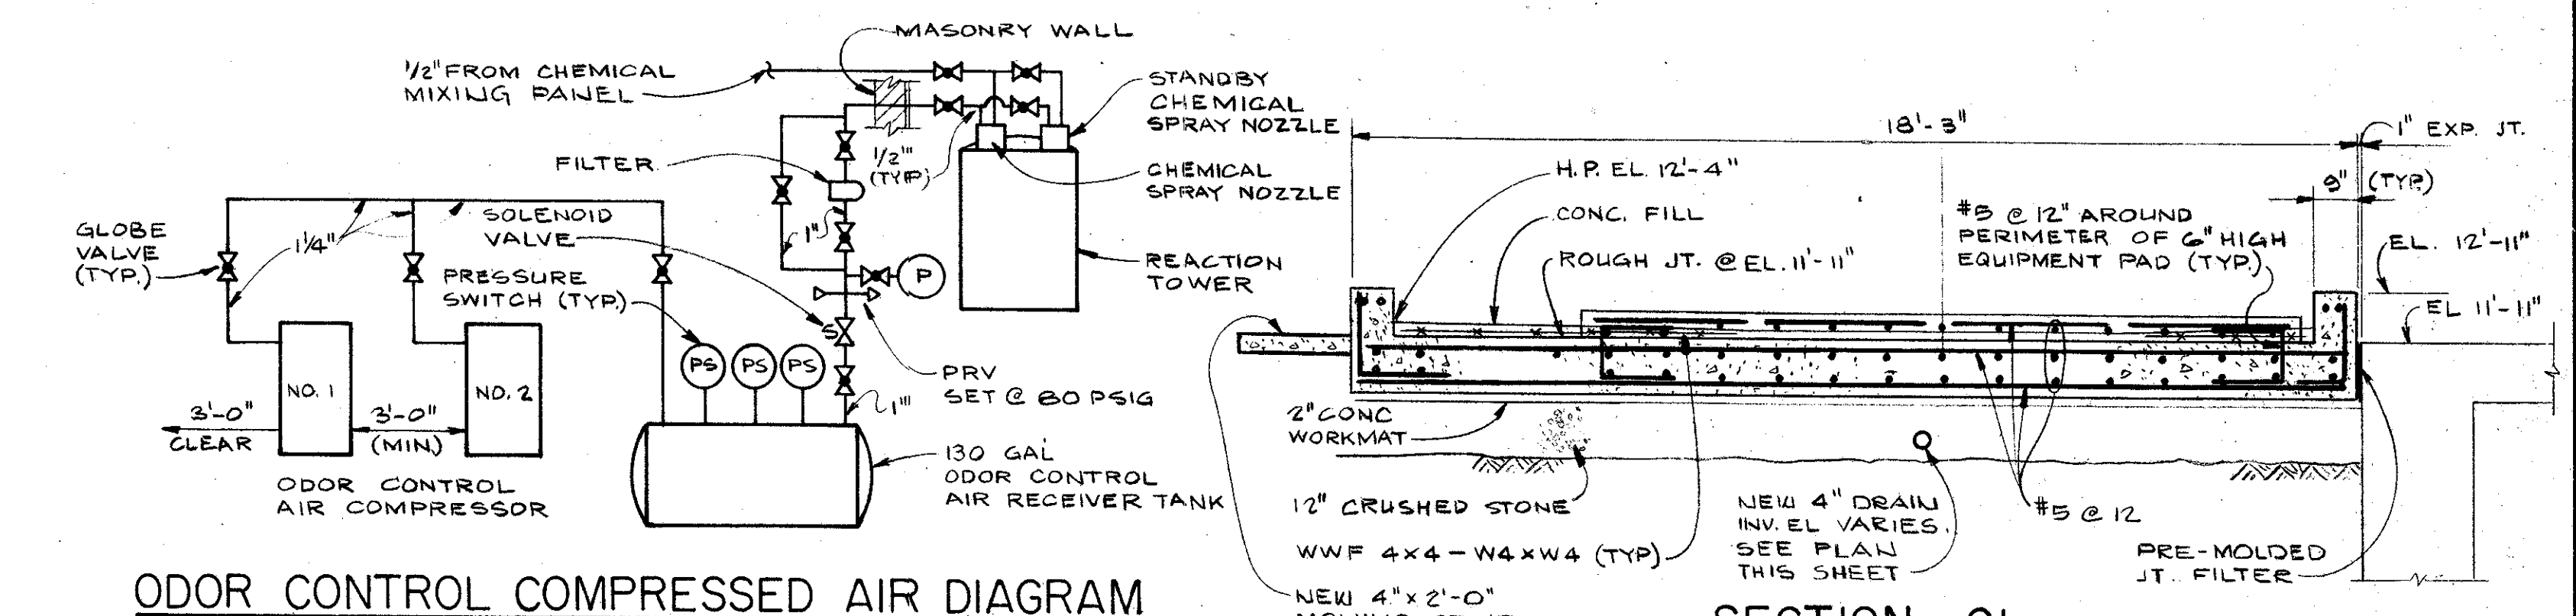 MASONRY WALL
1/2" FROM CHEMICAL
MIXING PANEL
STANDBY
CHEMICAL
SPRAY NOZZLE
FILTER
1/2"
(TYP)
CHEMICAL
SPRAY NOZZLE
GLOBE
VALVE
(TYP.)
1 1/4"
SOLENOID
VALVE
1"
PRESSURE
SWITCH (TYP.)
P
REACTION
TOWER
S
PS
PS
PS
PRV
SET @ 80 PSIG
1"
NO. 1
NO. 2
3'-0"
CLEAR
3'-0"
(MIN.)
130 GAL
ODOR CONTROL
AIR RECEIVER TANK
ODOR CONTROL
AIR COMPRESSOR
ODOR CONTROL COMPRESSED AIR DIAGRAM
18'-3"
1" EXP. JT.
H.P. EL. 12'-4"
9" (TYP.)
CONC. FILL
#5 @ 12" AROUND
PERIMETER OF 6" HIGH
EQUIPMENT PAD (TYP.)
ROUGH JT. @ EL. 11'-11"
EL. 12'-11"
EL 11'-11"
2" CONC
WORKMAT
12" CRUSHED STONE
WWF 4x4 - W4xW4 (TYP)
NEW 4" DRAIN
INV. EL VARIES.
SEE PLAN
THIS SHEET
#5 @ 12
PRE-MOLDED
JT. FILTER
NEW 4" x 2'-0"
SECTION